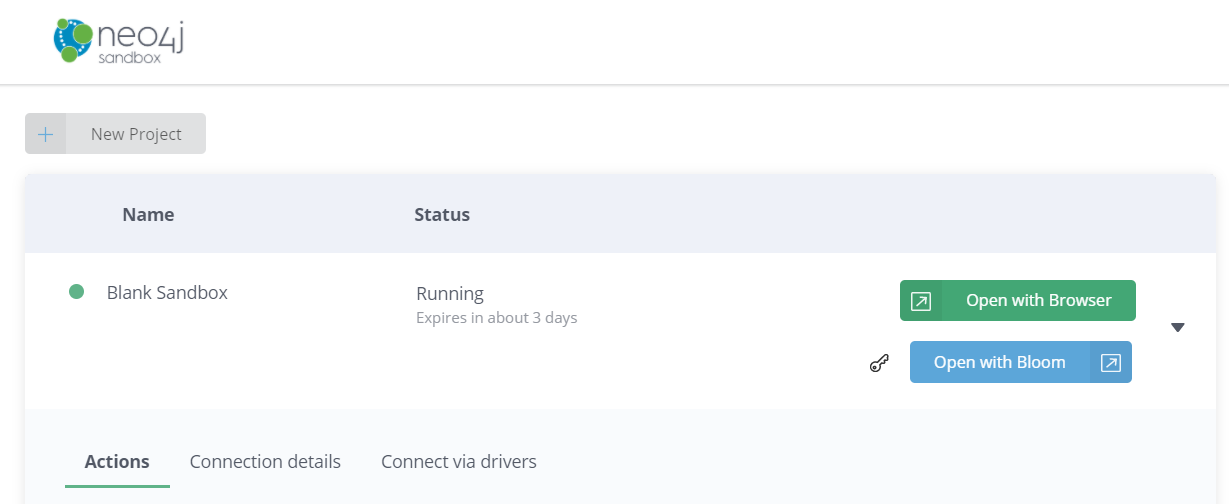 neo4j
sandbox
New Project
Name Status
Blank Sandbox Running
Expires in about 3 days
Open with Browser
Open with Bloom
Actions Connection details Connect via drivers